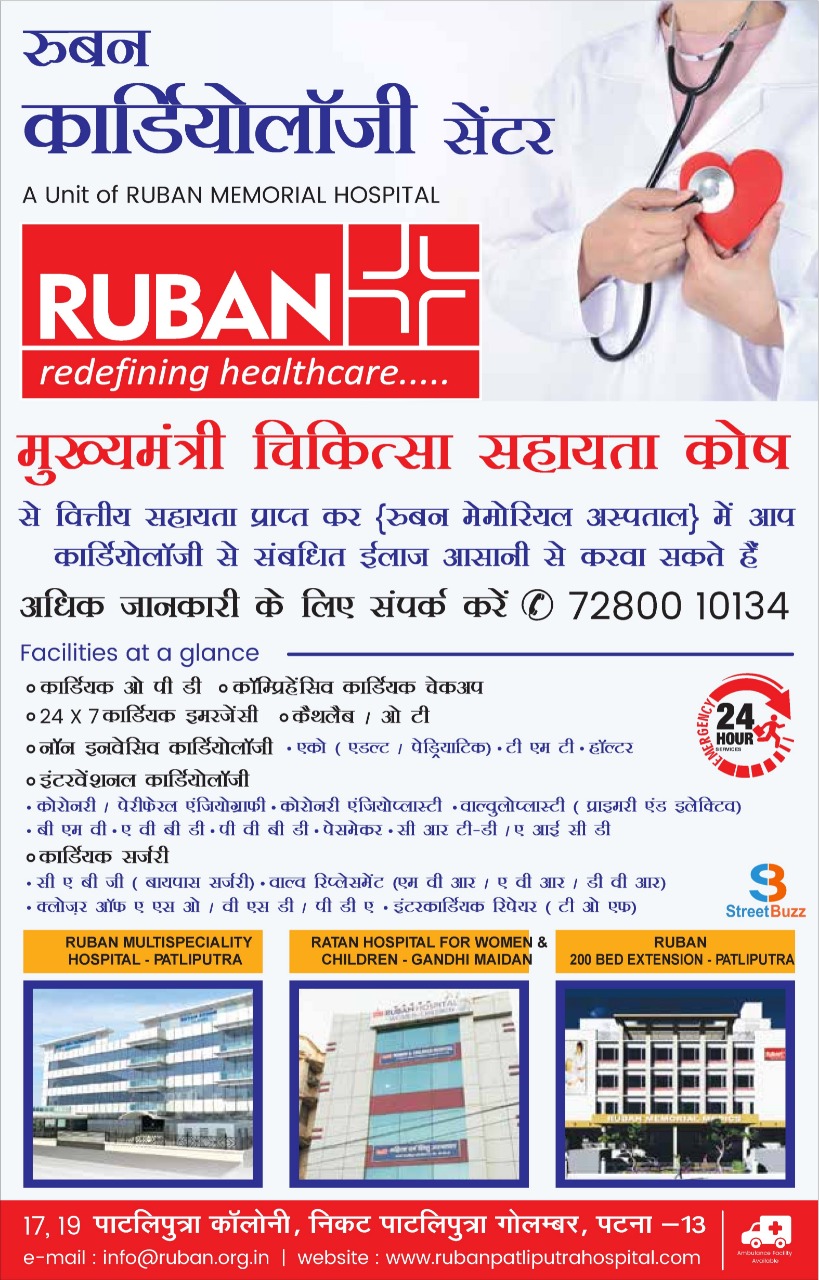 रुबन
कार्डियोलॉजी सेंटर
A Unit of RUBAN MEMORIAL HOSPITAL
RUBAN
redefining healthcare.....
मुख्यमंत्री चिकित्सा सहायता कोष
से वित्तीय सहायता प्राप्त कर {रुबन मेमोरियल अस्पताल} में आप
कार्डियोलॉजी से संबधित ईलाज आसानी से करवा सकते हैं
अधिक जानकारी के लिए संपर्क करें ✆ 72800 10134
Facilities at a glance
॰ कार्डियक ओ पी डी ॰ कॉम्प्रिहेंसिव कार्डियक चेकअप
॰ 24 X 7 कार्डियक इमरजेंसी ॰ कैथलैब / ओ टी
॰ नॉन इनवेसिव कार्डियोलॉजी • एको ( एडल्ट / पेड्रियाटिक) • टी एम टी • हॉल्टर
॰ इंटरवेंशनल कार्डियोलॉजी
• कोरोनरी / पेरीफेरल एंजियोग्राफी • कोरोनरी एंजियोप्लास्टी • वाल्वुलोप्लास्टी ( प्राइमरी एंड इलेक्टिव)
• बी एम वी • ए वी बी डी • पी वी बी डी • पेसमेकर • सी आर टी-डी / ए आई सी डी
॰ कार्डियक सर्जरी
• सी ए बी जी ( बायपास सर्जरी) • वाल्व रिप्लेसमेंट (एम वी आर / ए वी आर / डी वी आर)
• क्लोज़र ऑफ ए एस ओ / वी एस डी / पी डी ए • इंटरकार्डियक रिपेयर ( टी ओ एफ)
EMERGENCY
24
HOUR
SERVICES
StreetBuzz
RUBAN MULTISPECIALITY
HOSPITAL - PATLIPUTRA
RATAN HOSPITAL FOR WOMEN &
CHILDREN - GANDHI MAIDAN
RUBAN
200 BED EXTENSION - PATLIPUTRA
RUBAN HOSPITAL
WOMEN & CHILDREN
RUBAN MEMORIAL
17, 19 पाटलिपुत्रा कॉलोनी, निकट पाटलिपुत्रा गोलम्बर, पटना –13
e-mail : info@ruban.org.in | website : www.rubanpatliputrahospital.com
Ambulance Facility
Available